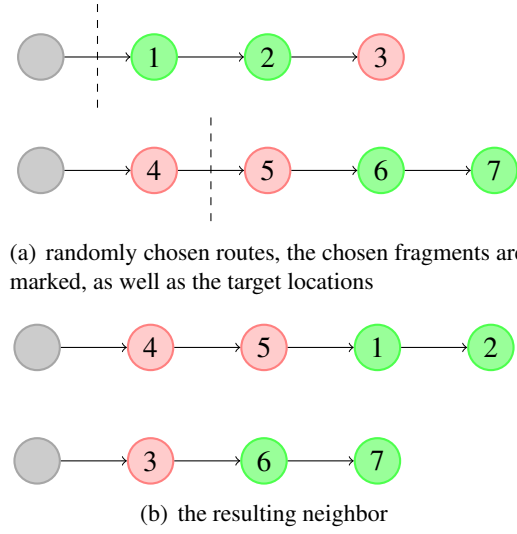 1 2 3
4 5 6 7
(a) randomly chosen routes, the chosen fragments are
marked, as well as the target locations
4 5 1 2
3 6 7
(b) the resulting neighbor